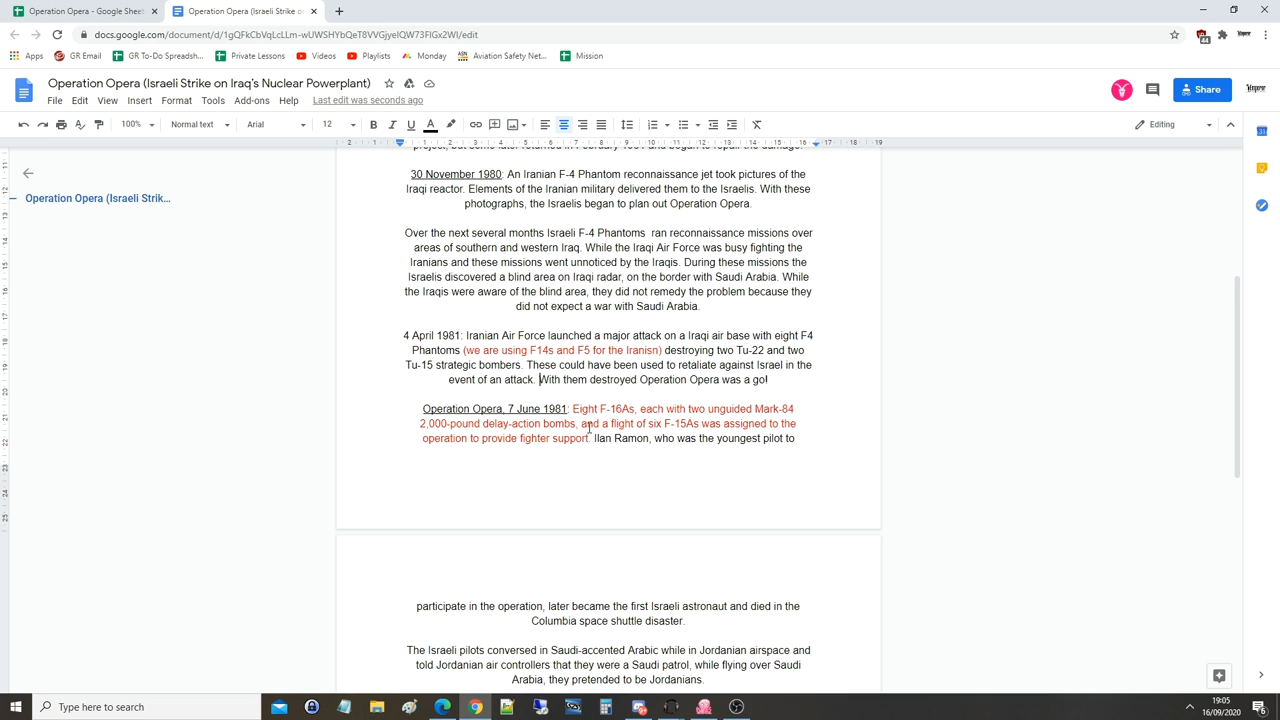 Operation Opera - Google Sheet
Operation Opera (Israeli Strike o
docs.google.com/document/d/1gQFkCbVqLcLLm-wUWSHYbQeT8VVGjyelQW73FIGx2WI/edit
Apps
GR Email
GR To-Do Spreadsh...
Private Lessons
Videos
Playlists
Monday
Aviation Safety Net...
Mission
Operation Opera (Israeli Strike on Iraq's Nuclear Powerplant)
File Edit View Insert Format Tools Add-ons Help Last edit was seconds ago
Share
100% Normal text Arial 12 B I U A Editing
Operation Opera (Israeli Strik...
project, but some later returned in February 1981 and began to repair the damage.
30 November 1980: An Iranian F-4 Phantom reconnaissance jet took pictures of the
Iraqi reactor. Elements of the Iranian military delivered them to the Israelis. With these
photographs, the Israelis began to plan out Operation Opera.
Over the next several months Israeli F-4 Phantoms ran reconnaissance missions over
areas of southern and western Iraq. While the Iraqi Air Force was busy fighting the
Iranians and these missions went unnoticed by the Iraqis. During these missions the
Israelis discovered a blind area on Iraqi radar, on the border with Saudi Arabia. While
the Iraqis were aware of the blind area, they did not remedy the problem because they
did not expect a war with Saudi Arabia.
4 April 1981: Iranian Air Force launched a major attack on a Iraqi air base with eight F4
Phantoms (we are using F14s and F5 for the Iranisn) destroying two Tu-22 and two
Tu-15 strategic bombers. These could have been used to retaliate against Israel in the
event of an attack. With them destroyed Operation Opera was a go!
Operation Opera, 7 June 1981: Eight F-16As, each with two unguided Mark-84
2,000-pound delay-action bombs, and a flight of six F-15As was assigned to the
operation to provide fighter support. Ilan Ramon, who was the youngest pilot to
participate in the operation, later became the first Israeli astronaut and died in the
Columbia space shuttle disaster.
The Israeli pilots conversed in Saudi-accented Arabic while in Jordanian airspace and
told Jordanian air controllers that they were a Saudi patrol, while flying over Saudi
Arabia, they pretended to be Jordanians.
Type here to search
19:05
16/09/2020